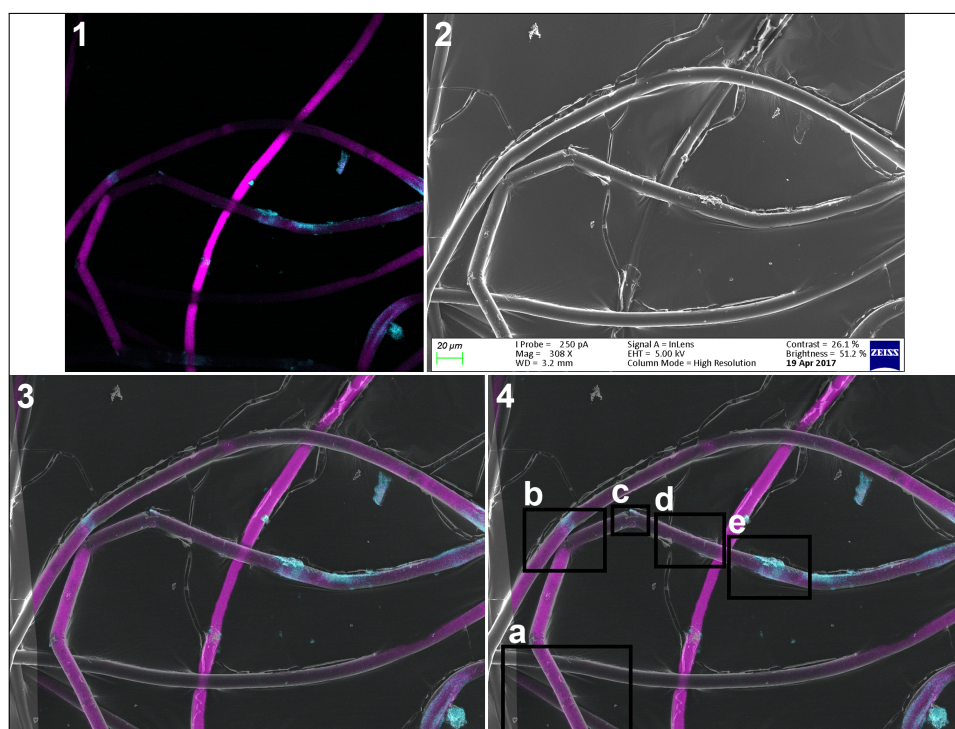 1
2
20 µm
I Probe = 250 pA
Mag = 308 X
WD = 3.2 mm
Signal A = InLens
EHT = 5.00 kV
Column Mode = High Resolution
Contrast = 26.1 %
Brightness = 51.2 %
19 Apr 2017
ZEISS
3
4
b
c
d
e
a